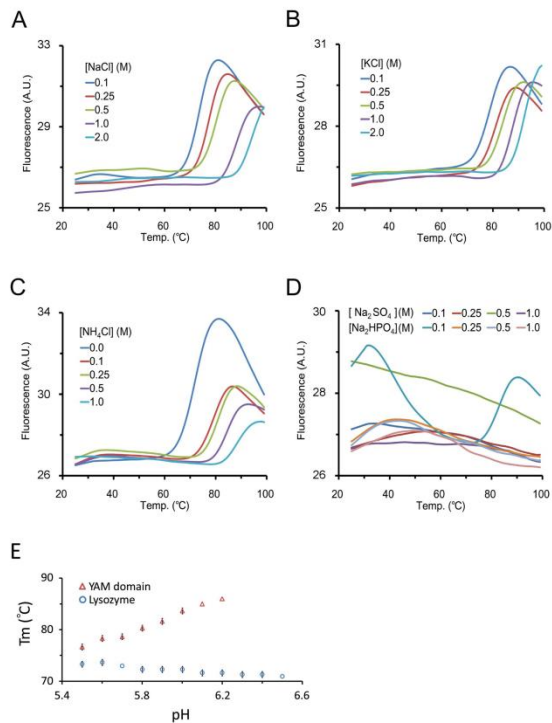 A
[NaCl] (M)
0.1
0.25
0.5
1.0
2.0
33
29
25
Fluorescence (A.U.)
20 40 60 80 100
Temp. (℃)
B
[KCl] (M)
0.1
0.25
0.5
1.0
2.0
31
28
25
Fluorescence (A.U.)
20 40 60 80 100
Temp. (℃)
C
[NH₄Cl] (M)
0.0
0.1
0.25
0.5
1.0
34
30
26
Fluorescence (A.U.)
20 40 60 80 100
Temp. (℃)
D
[ Na₂SO₄ ](M) 0.1 0.25 0.5 1.0
[Na₂HPO₄](M) 0.1 0.25 0.5 1.0
30
28
26
Fluorescence (A.U.)
20 40 60 80 100
Temp. (℃)
E
YAM domain
Lysozyme
90
80
70
Tm (℃)
5.4 5.8 6.2 6.6
pH